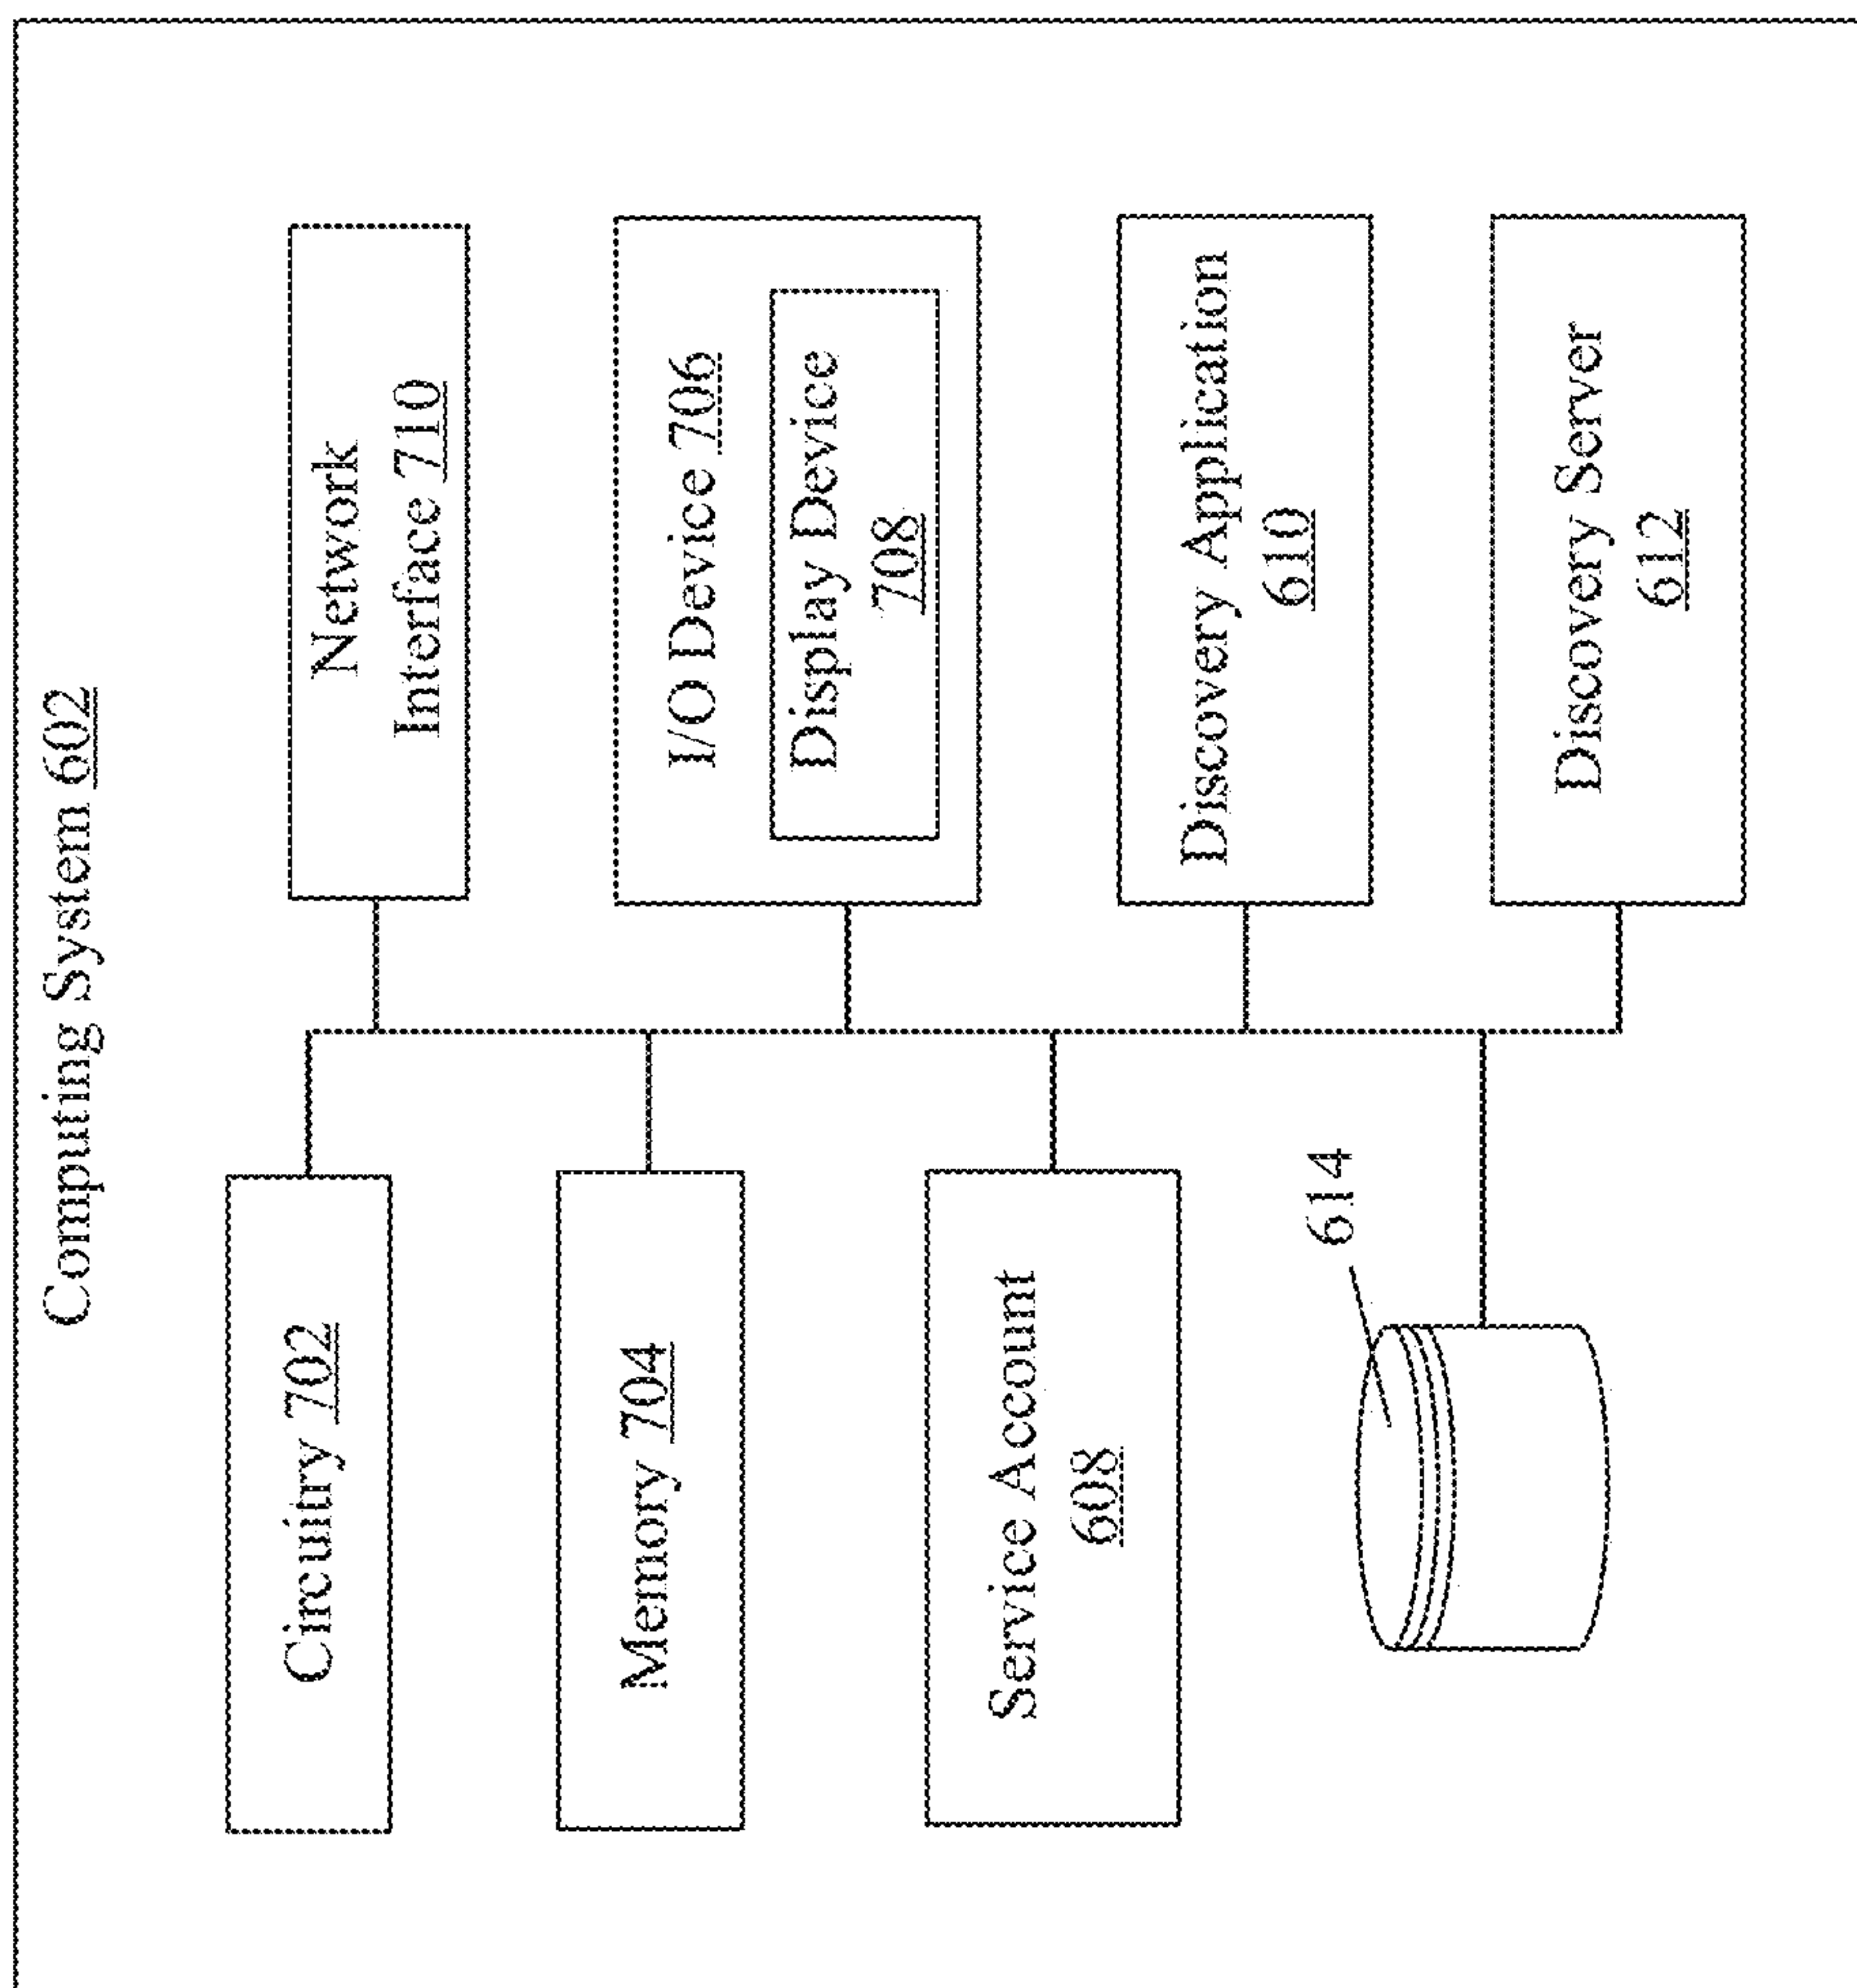 Computing System 602
Circuitry 702
Memory 704
Service Account
608
614
Network
Interface 710
I/O Device 706
Display Device
708
Discovery Application
610
Discovery Server
612